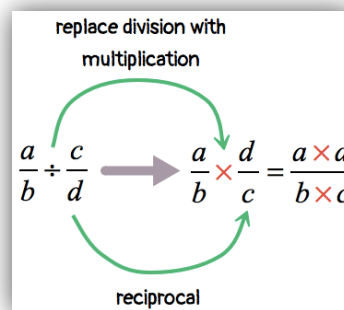 replace division with
multiplication
a/b ÷ c/d a/b × d/c = a × d/b × c
reciprocal